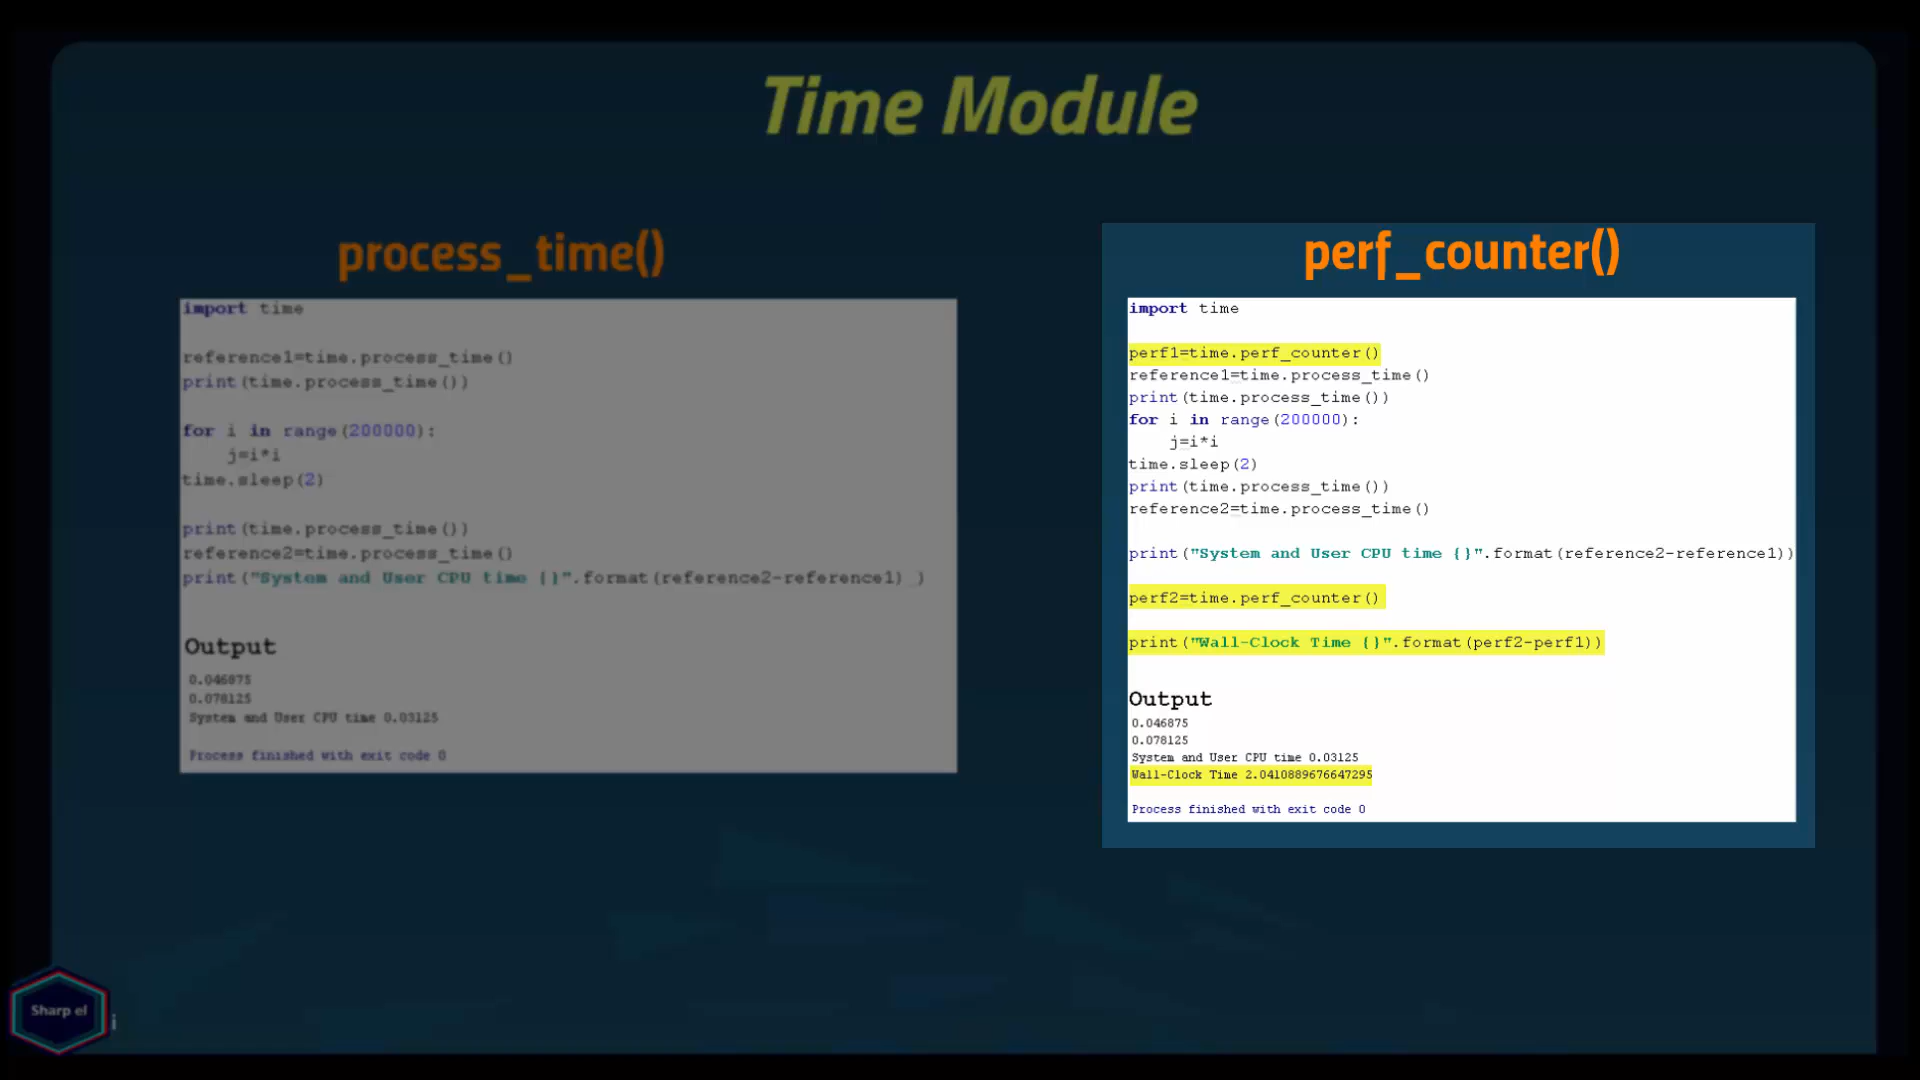 Time Module
process_time()
import time
reference1=time.process_time()
print(time.process_time())
for i in range(200000):
j=i*i
time.sleep(2)
print(time.process_time())
reference2=time.process_time()
print("System and User CPU time {}".format(reference2-reference1) )
Output
0.046875
0.078125
System and User CPU time 0.03125
Process finished with exit code 0
perf_counter()
import time
perf1=time.perf_counter()
reference1=time.process_time()
print(time.process_time())
for i in range(200000):
j=i*i
time.sleep(2)
print(time.process_time())
reference2=time.process_time()
print("System and User CPU time {}".format(reference2-reference1))
perf2=time.perf_counter()
print("Wall-Clock Time {}".format(perf2-perf1))
Output
0.046875
0.078125
System and User CPU time 0.03125
Wall-Clock Time 2.0410889676647295
Process finished with exit code 0
Sharp el
i